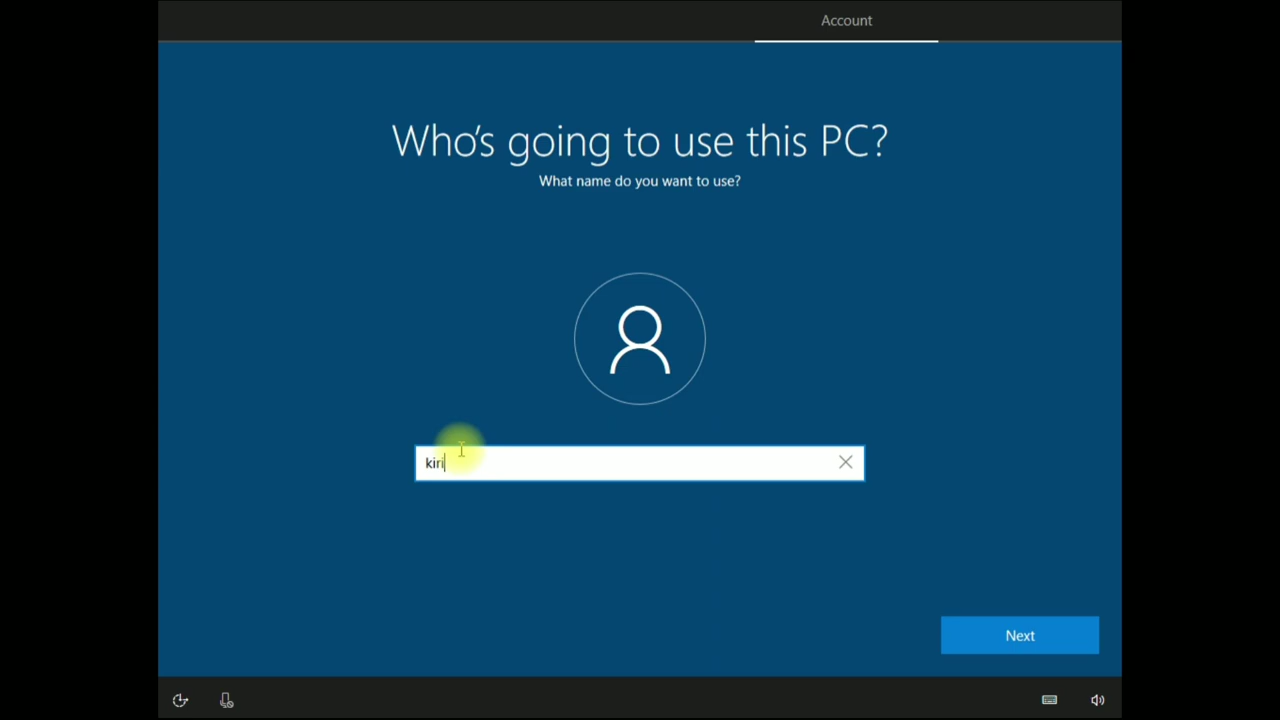 Account
Who's going to use this PC?
What name do you want to use?
kiri
Next